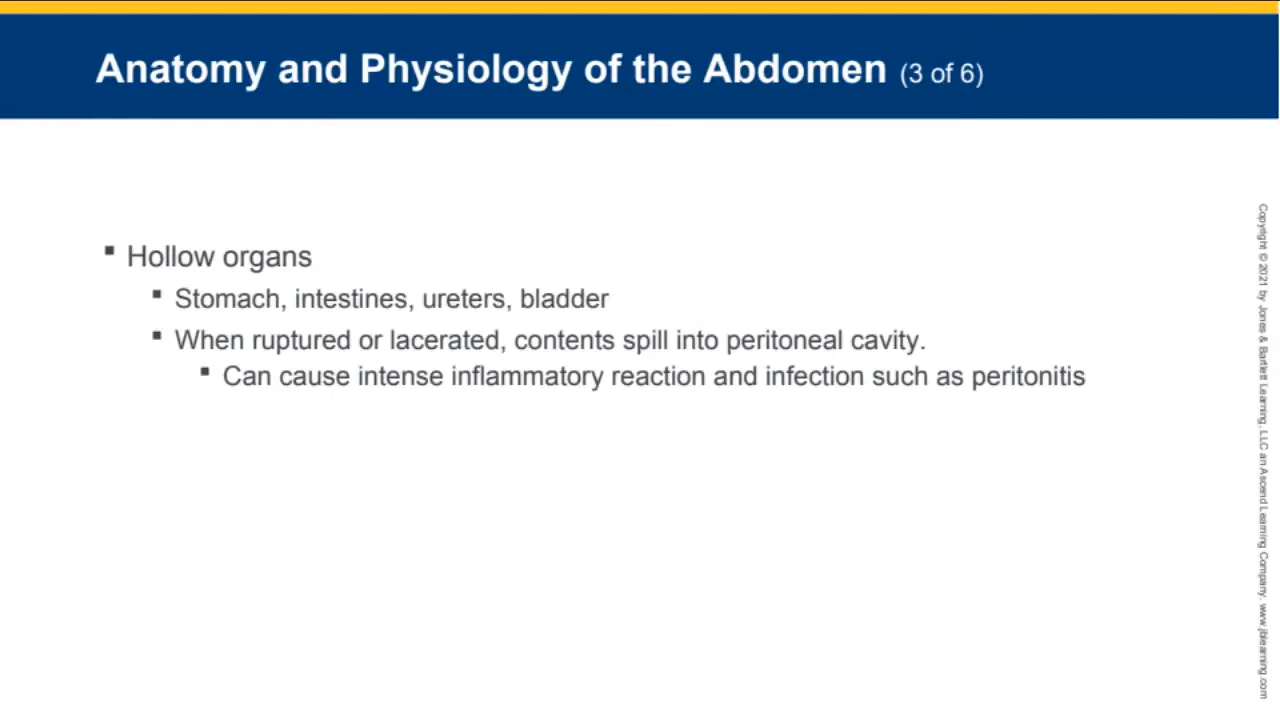 Anatomy and Physiology of the Abdomen (3 of 6)
▪ Hollow organs
▪ Stomach, intestines, ureters, bladder
▪ When ruptured or lacerated, contents spill into peritoneal cavity.
▪ Can cause intense inflammatory reaction and infection such as peritonitis
Copyright © 2021 by Jones & Bartlett Learning, LLC an Ascend Learning Company. www.jblearning.com